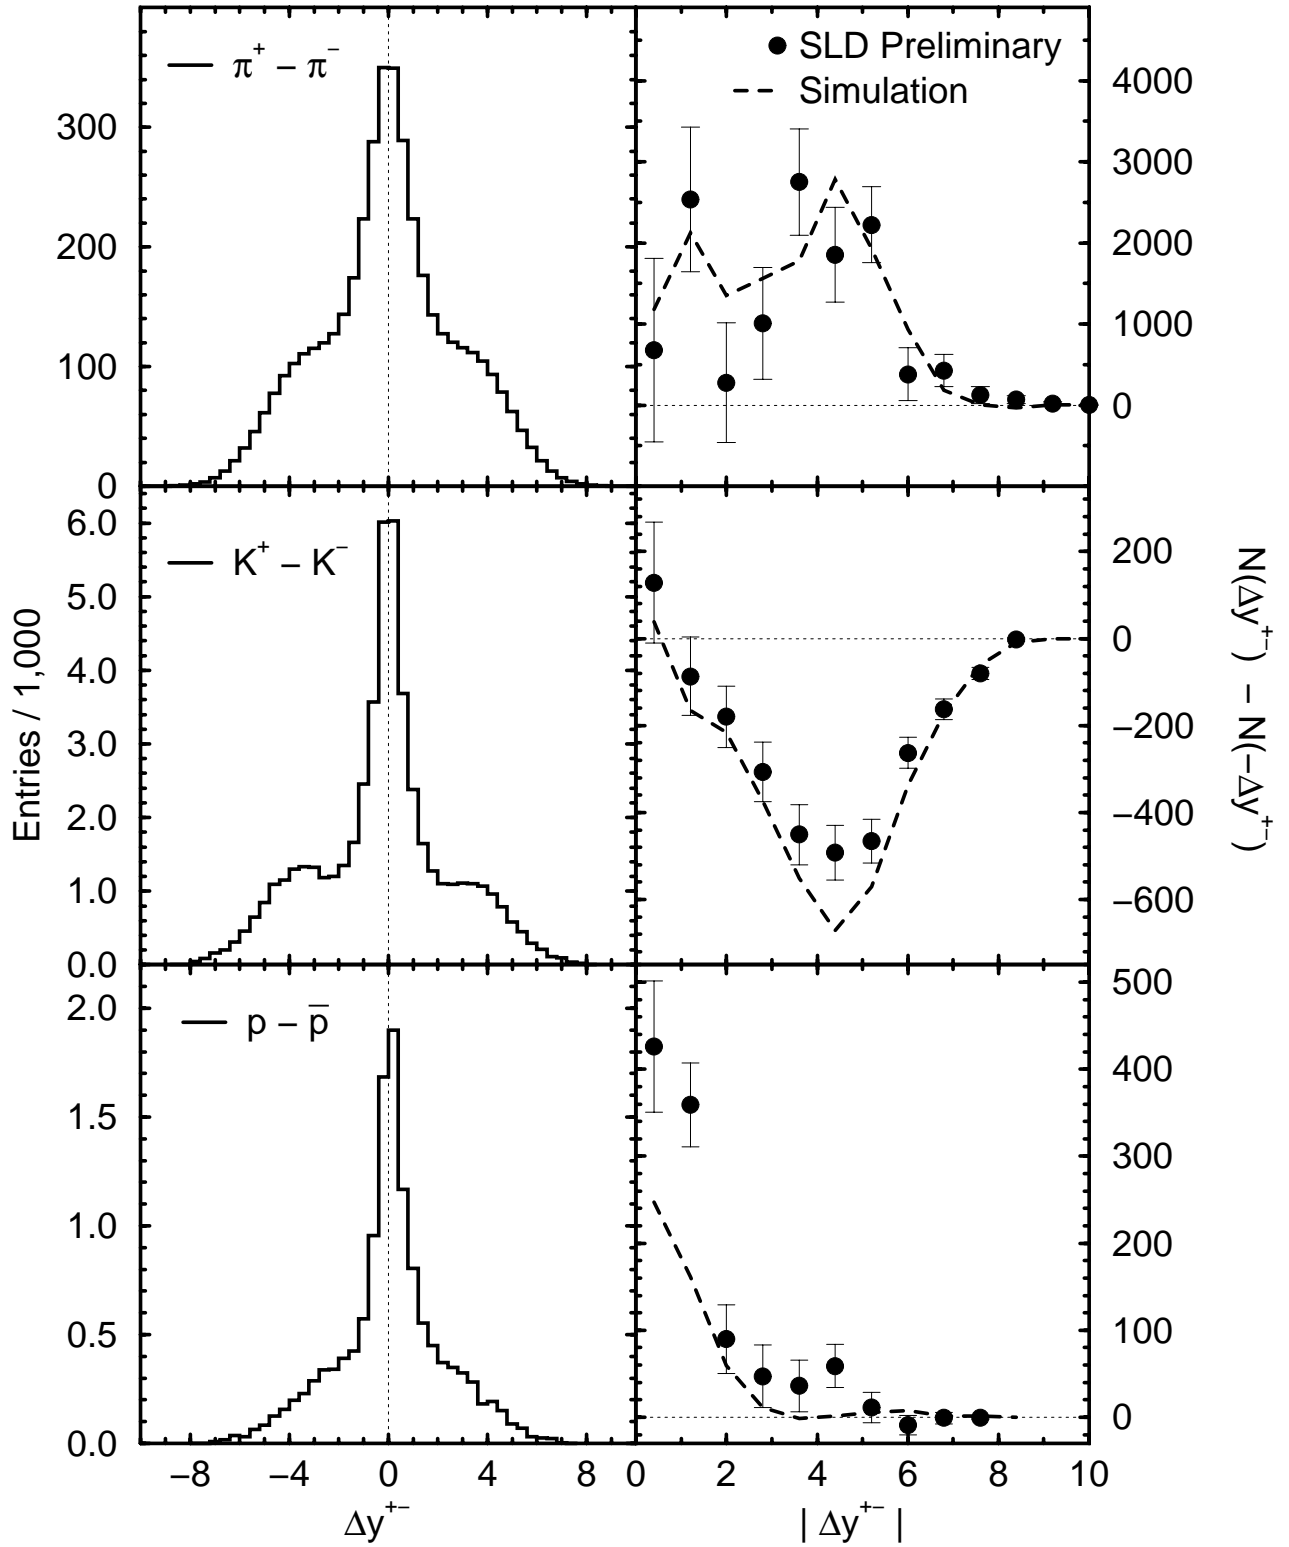 π⁺ – π⁻
● SLD Preliminary
Simulation
300
200
100
0
4000
3000
2000
1000
0
K⁺ – K⁻
6.0
5.0
4.0
3.0
2.0
1.0
0.0
200
0
–200
–400
–600
Entries / 1,000
N(Δy⁺⁻) – N(–Δy⁺⁻)
p – p̅
2.0
1.5
1.0
0.5
0.0
500
400
300
200
100
0
–8 –4 0 4 8
0 2 4 6 8 10
Δy⁺⁻
| Δy⁺⁻ |